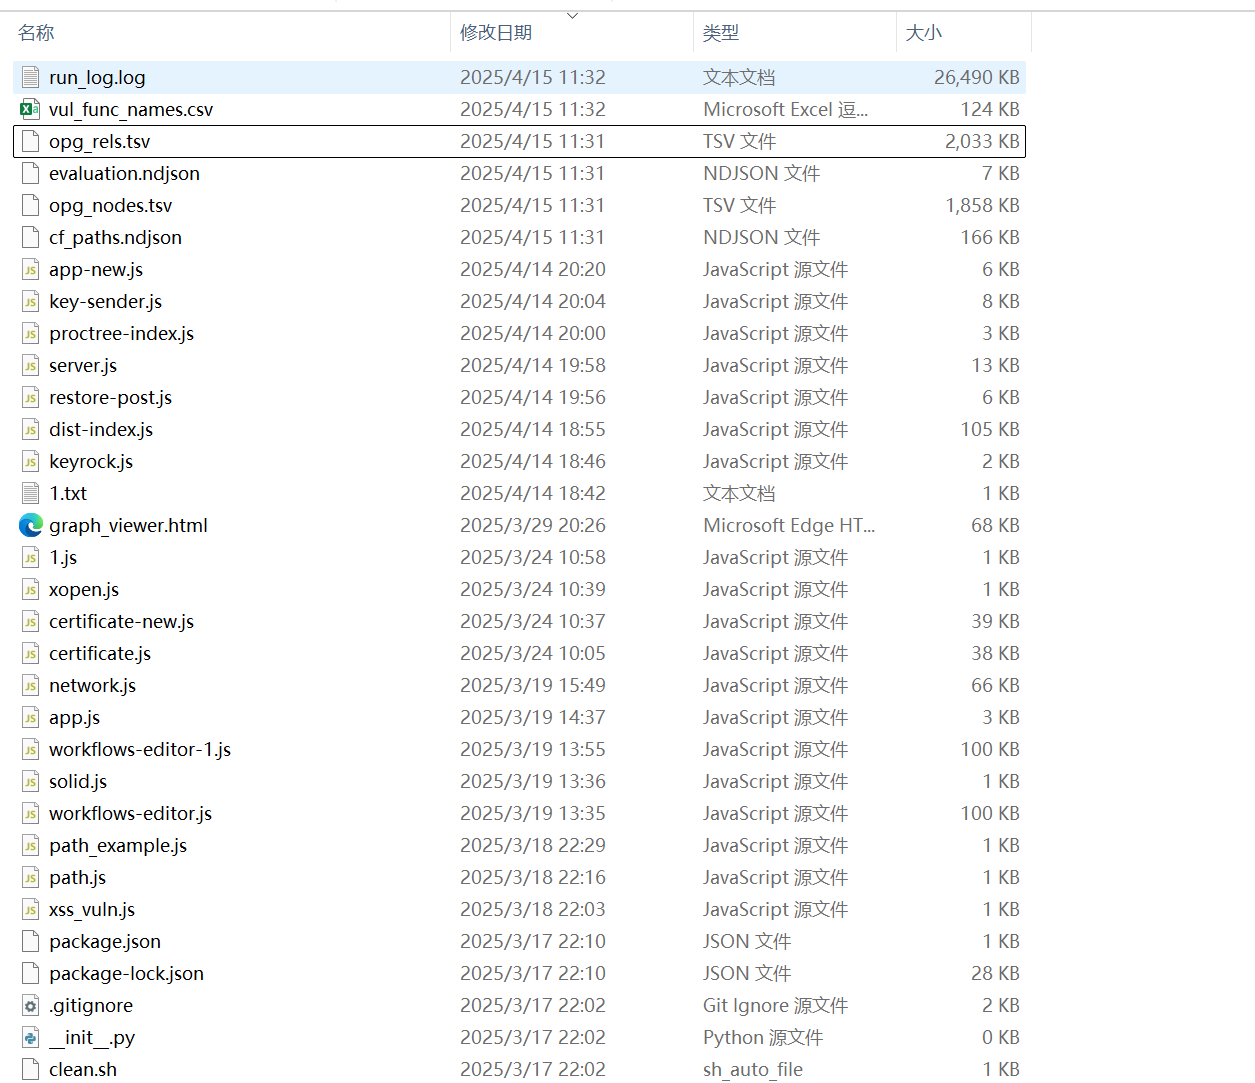 名称 修改日期 类型 大小
run_log.log 2025/4/15 11:32 文本文档 26,490 KB
vul_func_names.csv 2025/4/15 11:32 Microsoft Excel 逗... 124 KB
opg_rels.tsv 2025/4/15 11:31 TSV 文件 2,033 KB
evaluation.ndjson 2025/4/15 11:31 NDJSON 文件 7 KB
opg_nodes.tsv 2025/4/15 11:31 TSV 文件 1,858 KB
cf_paths.ndjson 2025/4/15 11:31 NDJSON 文件 166 KB
app-new.js 2025/4/14 20:20 JavaScript 源文件 6 KB
key-sender.js 2025/4/14 20:04 JavaScript 源文件 8 KB
proctree-index.js 2025/4/14 20:00 JavaScript 源文件 3 KB
server.js 2025/4/14 19:58 JavaScript 源文件 13 KB
restore-post.js 2025/4/14 19:56 JavaScript 源文件 6 KB
dist-index.js 2025/4/14 18:55 JavaScript 源文件 105 KB
keyrock.js 2025/4/14 18:46 JavaScript 源文件 2 KB
1.txt 2025/4/14 18:42 文本文档 1 KB
graph_viewer.html 2025/3/29 20:26 Microsoft Edge HT... 68 KB
1.js 2025/3/24 10:58 JavaScript 源文件 1 KB
xopen.js 2025/3/24 10:39 JavaScript 源文件 1 KB
certificate-new.js 2025/3/24 10:37 JavaScript 源文件 39 KB
certificate.js 2025/3/24 10:05 JavaScript 源文件 38 KB
network.js 2025/3/19 15:49 JavaScript 源文件 66 KB
app.js 2025/3/19 14:37 JavaScript 源文件 3 KB
workflows-editor-1.js 2025/3/19 13:55 JavaScript 源文件 100 KB
solid.js 2025/3/19 13:36 JavaScript 源文件 1 KB
workflows-editor.js 2025/3/19 13:35 JavaScript 源文件 100 KB
path_example.js 2025/3/18 22:29 JavaScript 源文件 1 KB
path.js 2025/3/18 22:16 JavaScript 源文件 1 KB
xss_vuln.js 2025/3/18 22:03 JavaScript 源文件 1 KB
package.json 2025/3/17 22:10 JSON 文件 1 KB
package-lock.json 2025/3/17 22:10 JSON 文件 28 KB
.gitignore 2025/3/17 22:02 Git Ignore 源文件 2 KB
__init__.py 2025/3/17 22:02 Python 源文件 0 KB
clean.sh 2025/3/17 22:02 sh_auto_file 1 KB